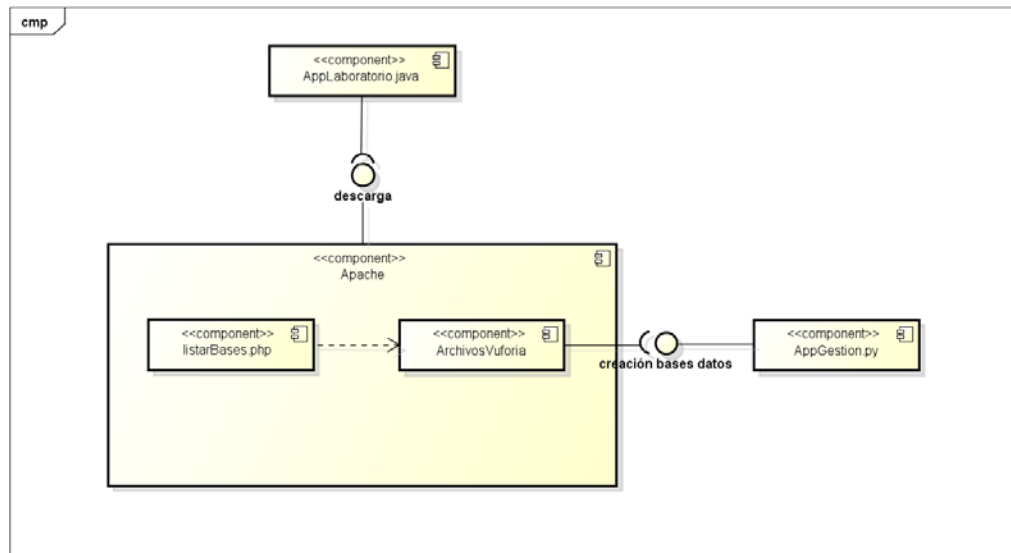 cmp
<<component>>
AppLaboratorio.java
descarga
<<component>>
Apache
<<component>>
listarBases.php
<<component>>
ArchivosVuforia
creación bases datos
<<component>>
AppGestion.py